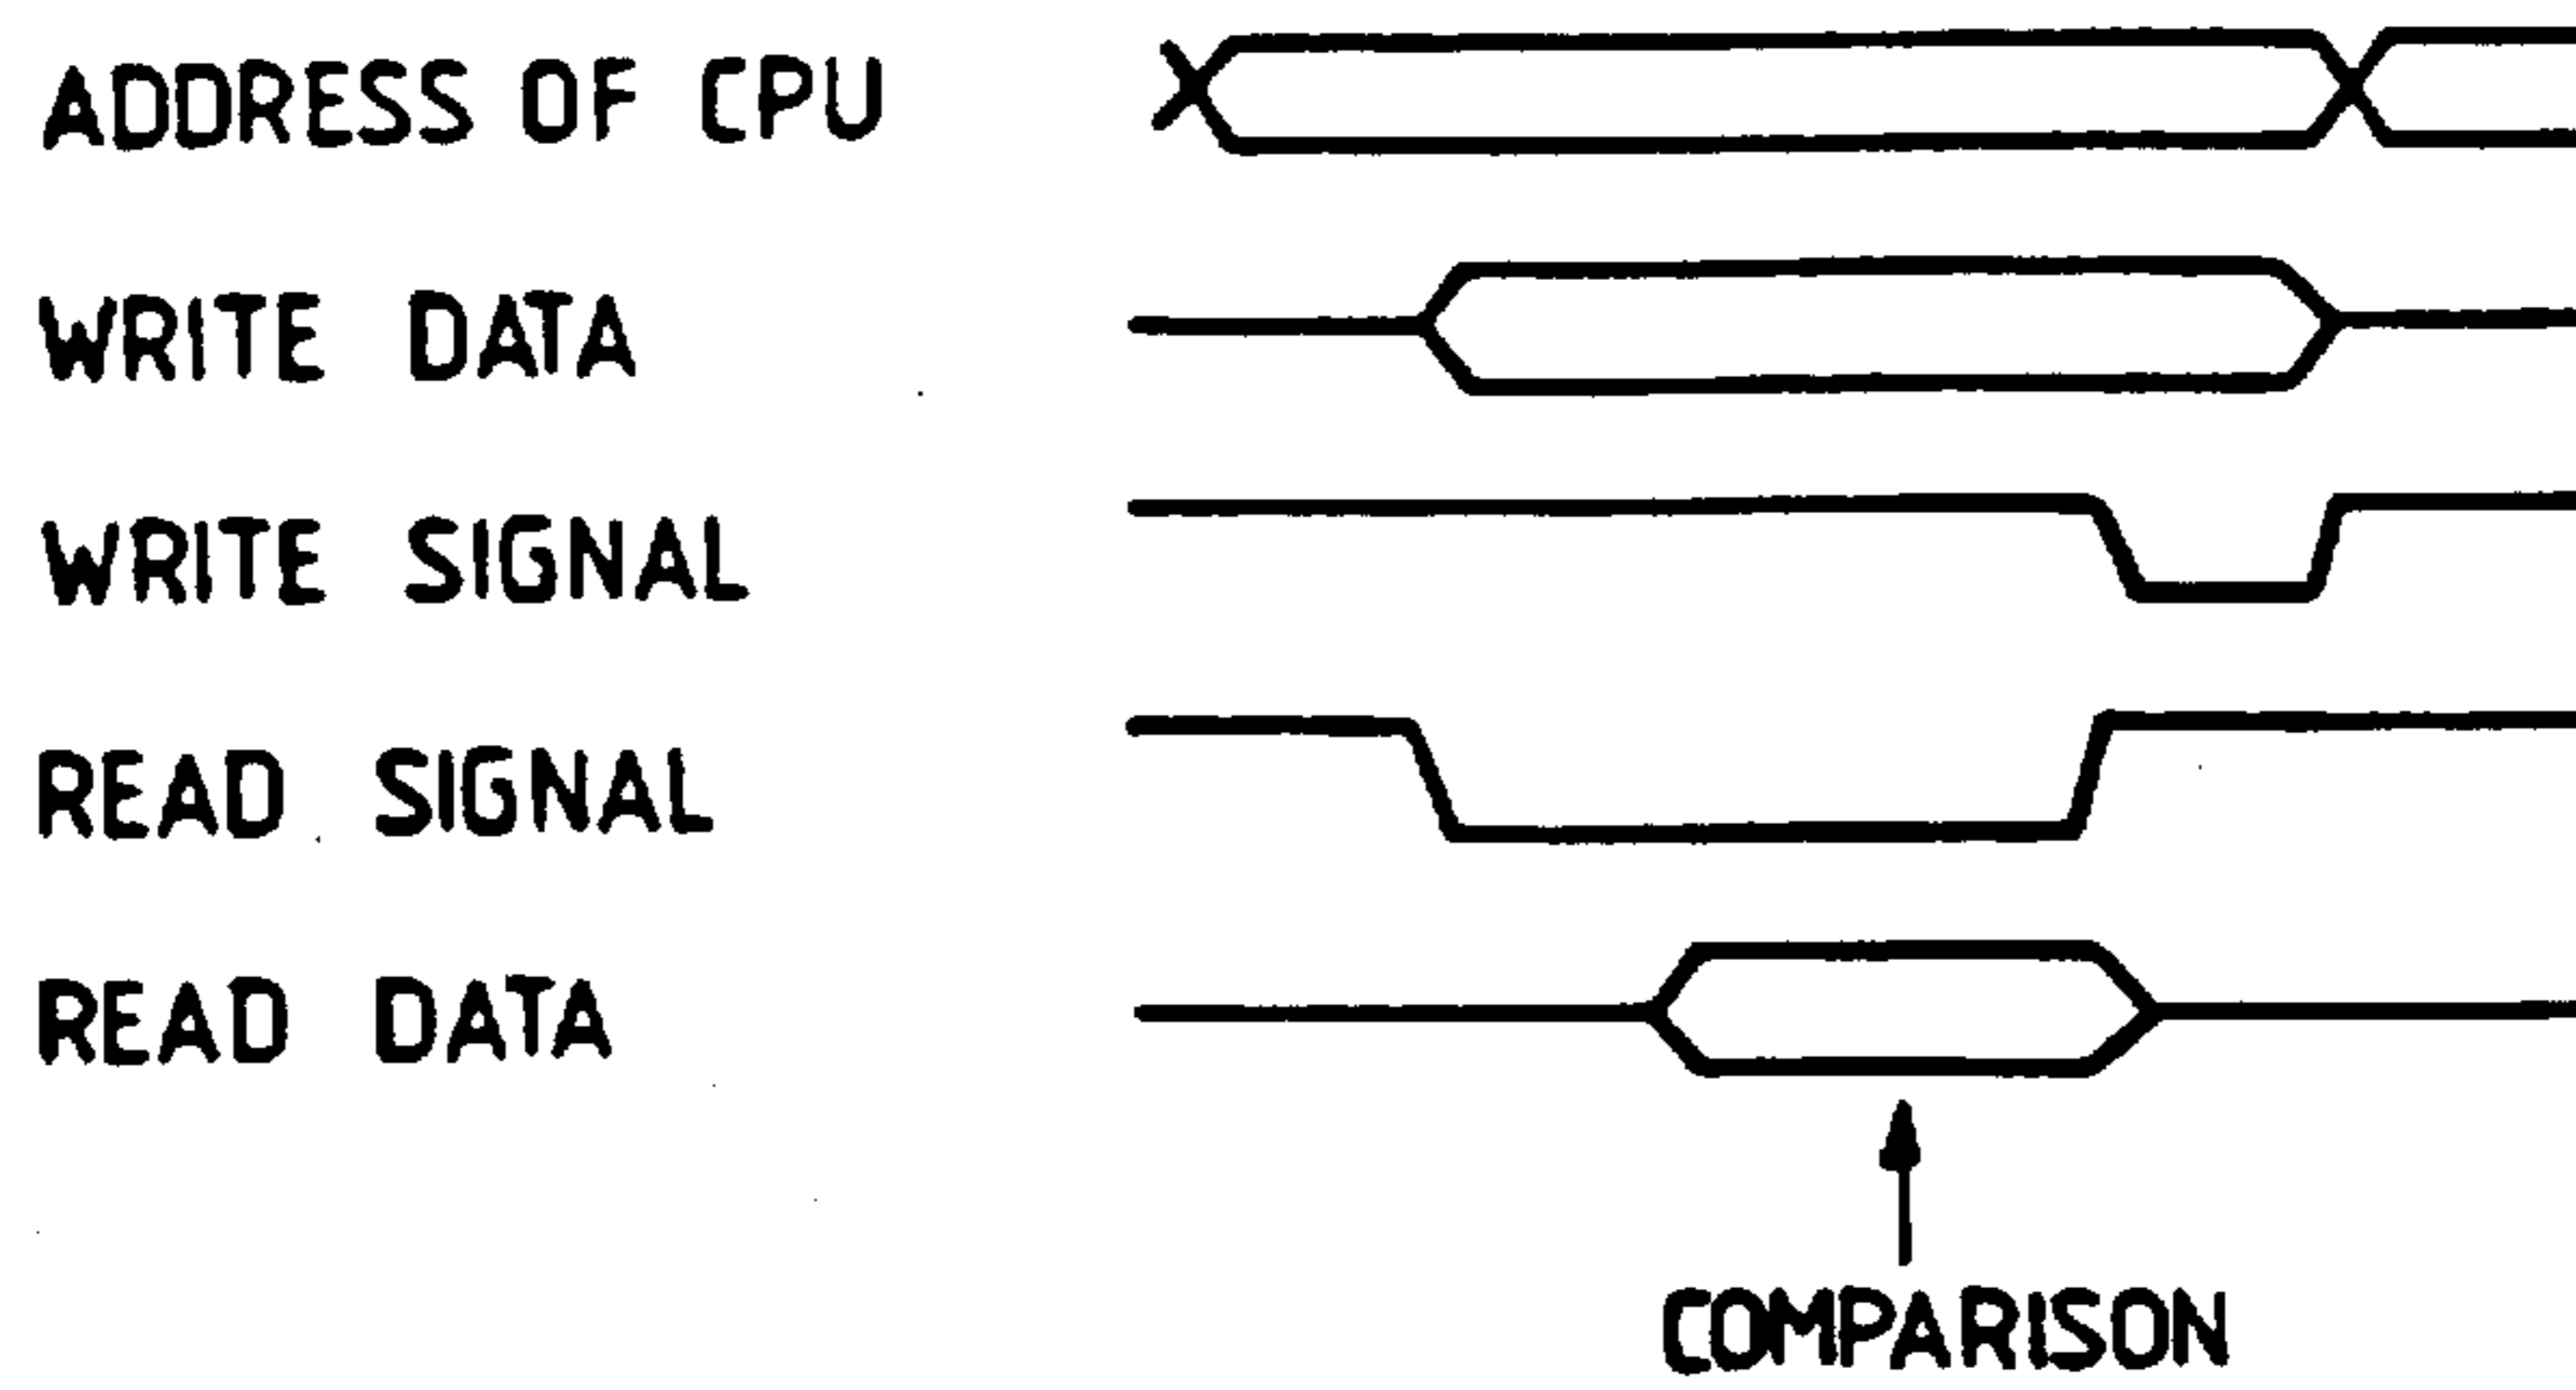 ADDRESS OF CPU
WRITE DATA
WRITE SIGNAL
READ SIGNAL
READ DATA
COMPARISON